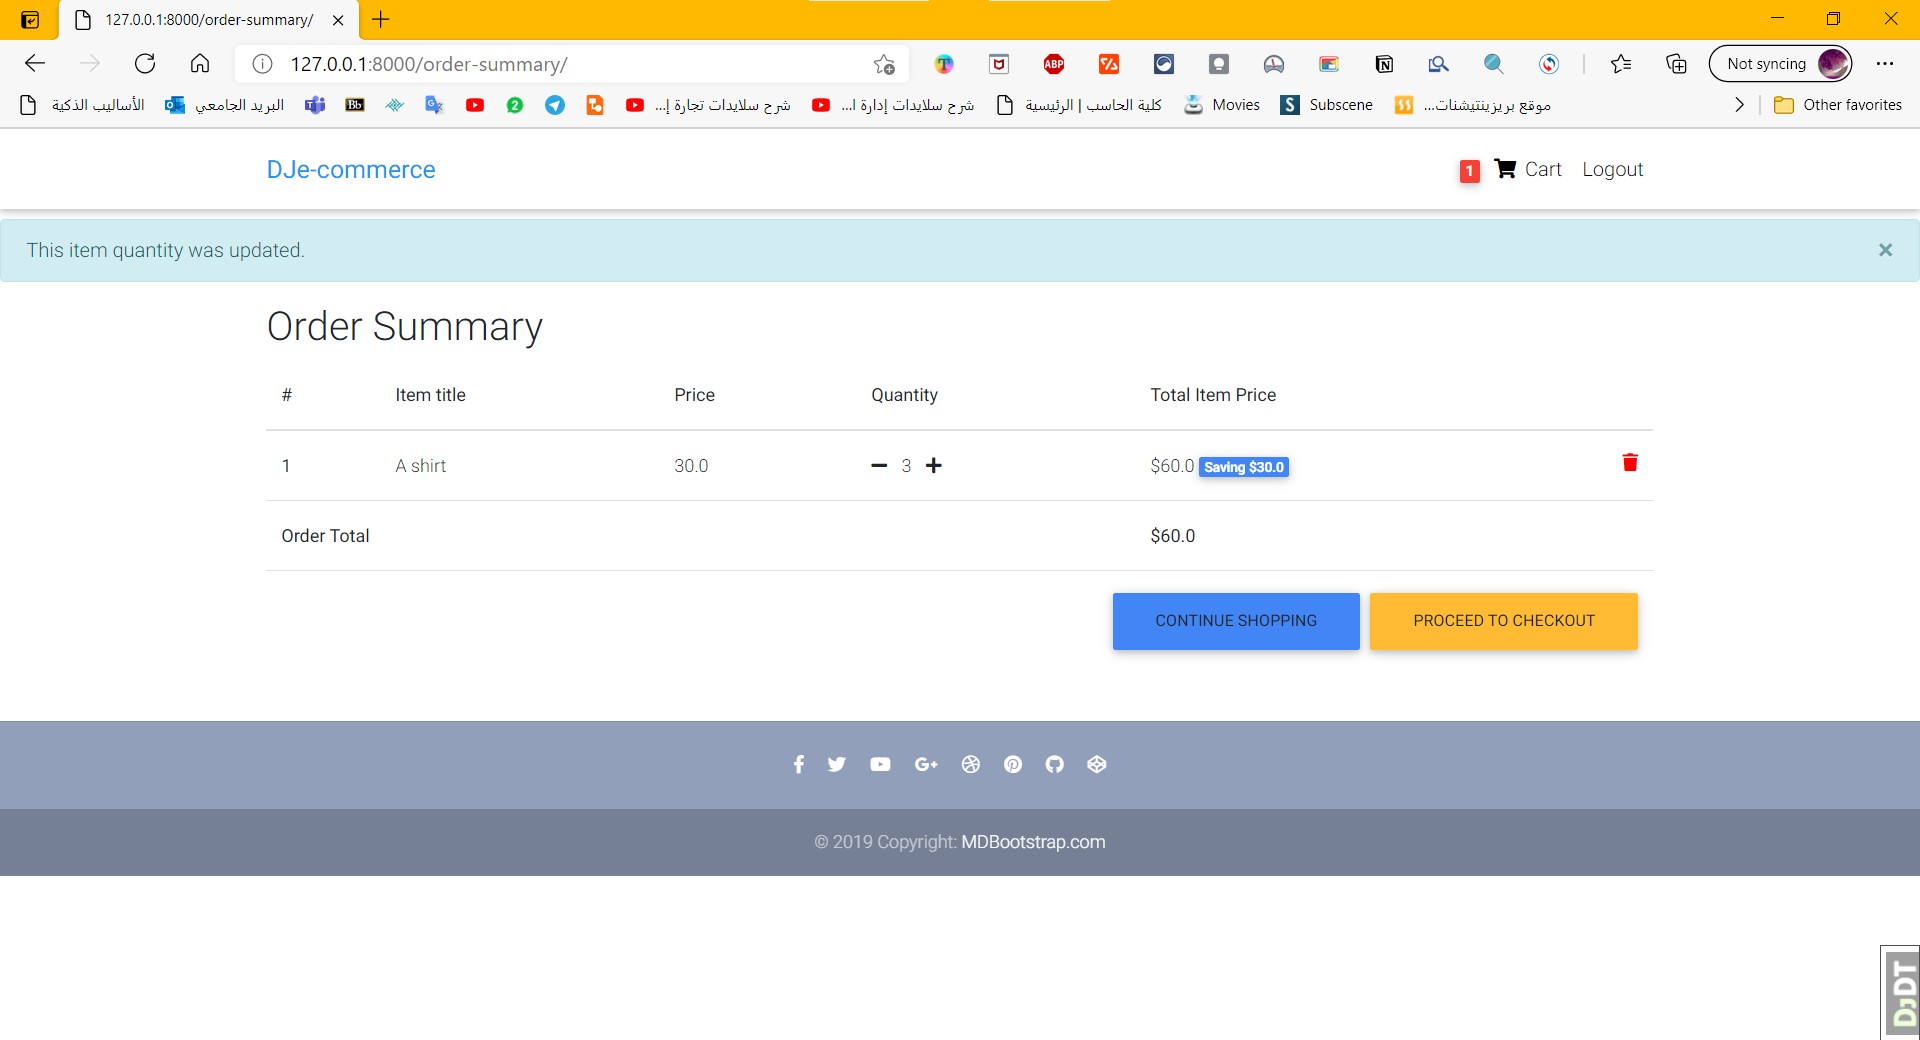 127.0.0.1:8000/order-summary/
127.0.0.1:8000/order-summary/
ABP
Not syncing
الأساليب الذكية
البريد الجامعي
Bb
2
شرح سلايدات تجارة إ...
شرح سلايدات إدارة ا...
كلية الحاسب | الرئيسية
Movies
S Subscene
موقع بريزينتيشنات...
Other favorites
DJe-commerce
1 Cart Logout
This item quantity was updated. ×
Order Summary
# Item title Price Quantity Total Item Price
1 A shirt 30.0 3 $60.0 Saving $30.0
Order Total $60.0
CONTINUE SHOPPING PROCEED TO CHECKOUT
© 2019 Copyright: MDBootstrap.com
DJDT